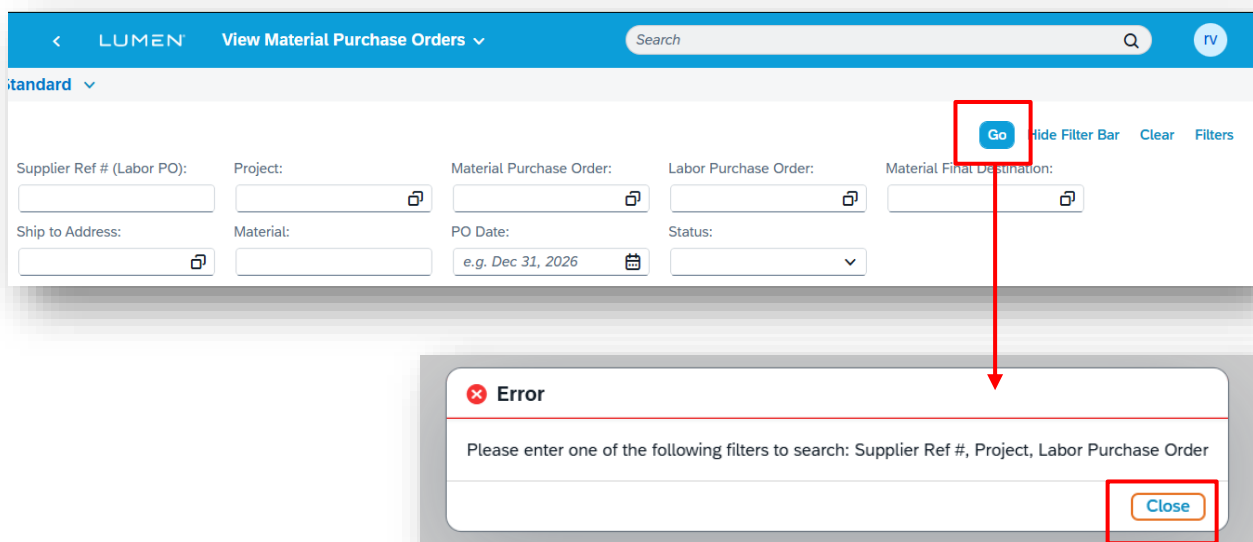 LUMEN View Material Purchase Orders Search rv
Standard
Go Hide Filter Bar Clear Filters
Supplier Ref # (Labor PO): Project: Material Purchase Order: Labor Purchase Order: Material Final Destination:
Ship to Address: Material: PO Date: Status:
e.g. Dec 31, 2026
Error
Please enter one of the following filters to search: Supplier Ref #, Project, Labor Purchase Order
Close